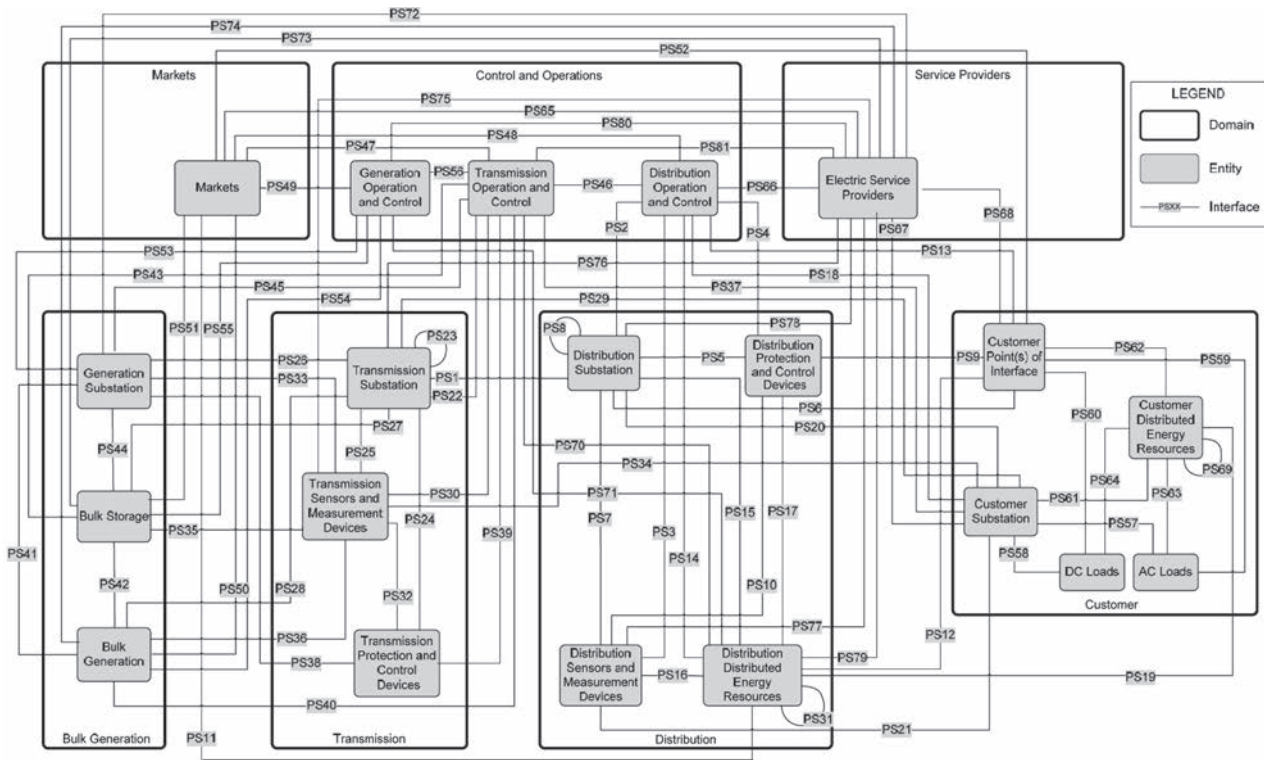 PS72
PS74
PS73
PS52
Markets
Control and Operations
Service Providers
PS75
PS65
PS80
PS48
PS47
PS81
LEGEND
Domain
Entity
PSXX
Interface
Markets
PS49
Generation
Operation
and Control
PS56
Transmission
Operation and
Control
PS46
Distribution
Operation
and Control
PS66
Electric Service
Providers
PS68
PS2
PS4
PS67
PS13
PS53
PS43
PS45
PS54
PS76
PS29
PS37
PS18
PS51
PS55
PS23
PS8
PS78
PS62
PS59
Generation
Substation
PS33
Transmission
Substation
PS1
PS22
Distribution
Substation
PS5
Distribution
Protection
and Control
Devices
PS9
Customer
Point(s) of
Interface
PS6
PS60
Customer
Distributed
Energy
Resources
PS27
PS20
PS44
PS25
PS70
PS34
PS69
PS64
PS63
Bulk Storage
PS35
Transmission
Sensors and
Measurement
Devices
PS30
PS24
PS71
PS7
PS15
PS17
PS61
Customer
Substation
PS57
PS41
PS39
PS3
PS14
PS58
DC Loads
AC Loads
PS42
PS28
PS50
PS32
PS10
Customer
Bulk
Generation
PS36
PS38
Transmission
Protection and
Control
Devices
PS77
PS12
Distribution
Sensors and
Measurement
Devices
PS16
Distribution
Distributed
Energy
Resources
PS79
PS19
PS40
PS31
PS21
Bulk Generation
PS11
Transmission
Distribution